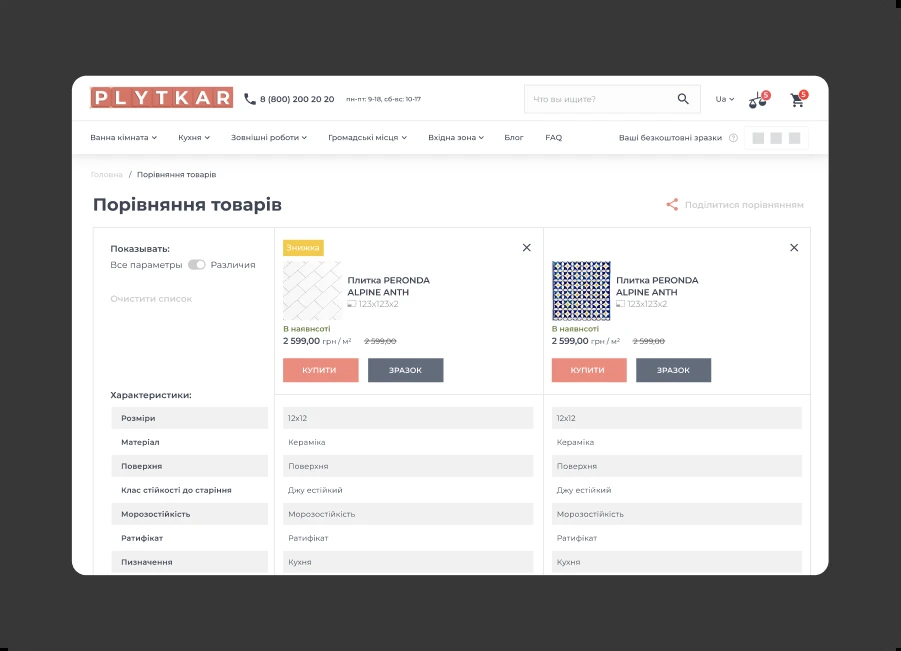 PLYTKAR
8 (800) 200 20 20
пн-пт: 9-18, сб-вс: 10-17
Что вы ищите?
Ua
5
5
Ванна кімната
Кухня
Зовнішні роботи
Громадські місця
Вхідна зона
Блог
FAQ
Ваші безкоштовні зразки
?
Головна / Порівняння товарів
Порівняння товарів
Поділитися порівнянням
Показывать:
Все параметры Различия
Очистити список
Знижка
Плитка PERONDA
ALPINE ANTH
123x123x2
В наявнсоті
2 599,00 грн / м² 2 599,00
КУПИТИ
ЗРАЗОК
Плитка PERONDA
ALPINE ANTH
123x123x2
В наявнсоті
2 599,00 грн / м² 2 599,00
КУПИТИ
ЗРАЗОК
Характеристики:
Розміри 12x12 12x12
Матеріал Кераміка Кераміка
Поверхня Поверхня Поверхня
Клас стійкості до старіння Джу естійкий Джу естійкий
Морозостійкість Морозостійкість Морозостійкість
Ратифікат Ратифікат Ратифікат
Пизначення Кухня Кухня